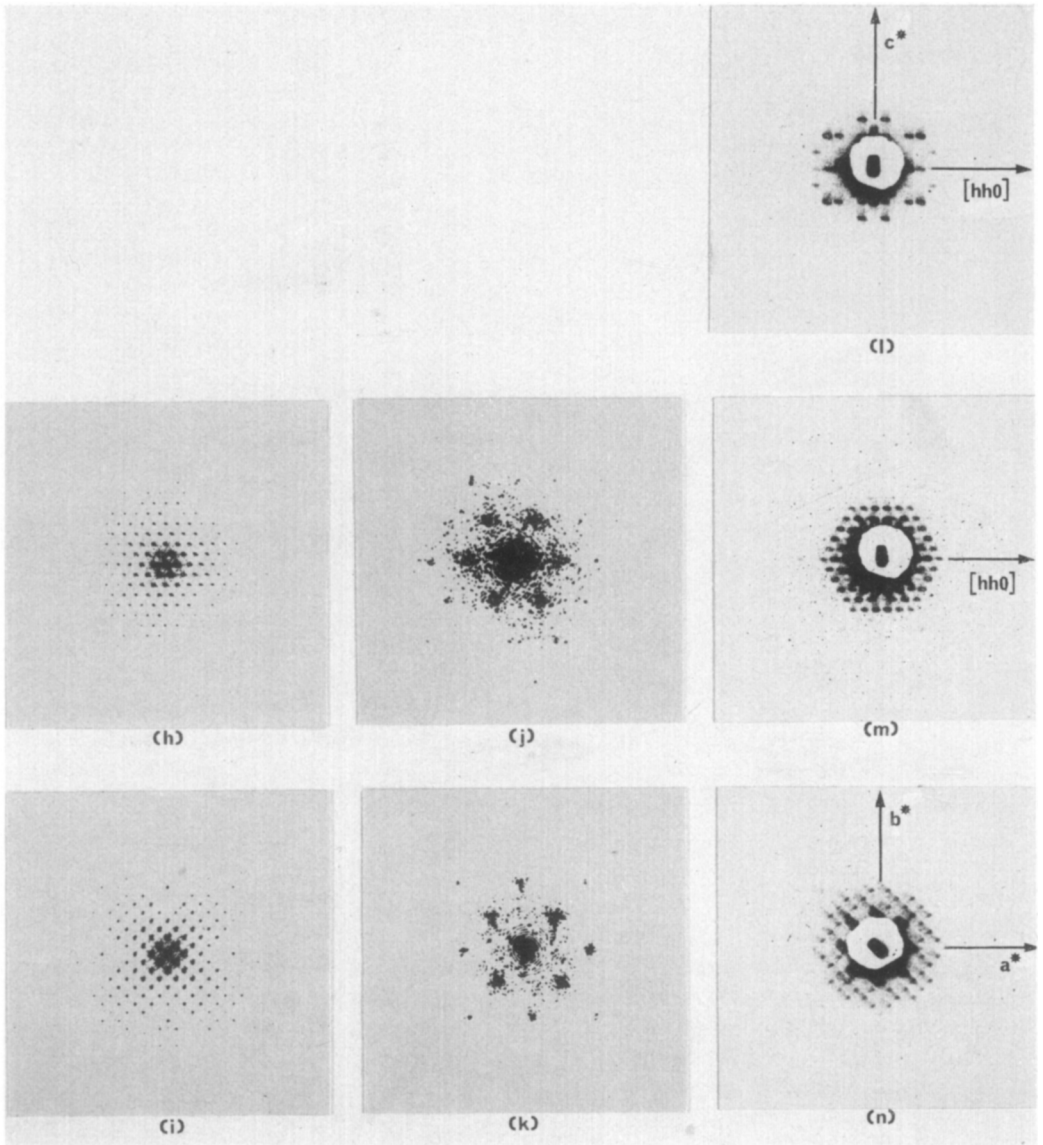 c*
[hh0]
(l)
[hh0]
(h)
(j)
(m)
b*
a*
(i)
(k)
(n)